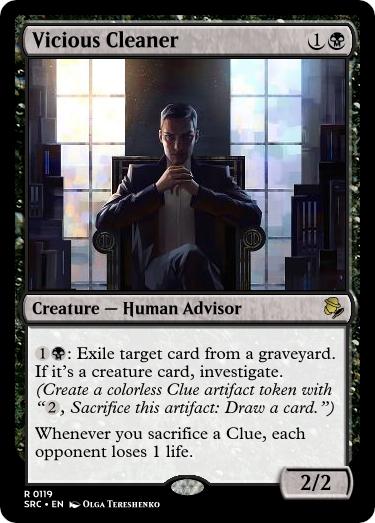 Vicious Cleaner 1
Creature — Human Advisor
1: Exile target card from a graveyard.
If it's a creature card, investigate.
(Create a colorless Clue artifact token with
"2, Sacrifice this artifact: Draw a card.")
Whenever you sacrifice a Clue, each
opponent loses 1 life.
2/2
R 0119
SRC • EN Olga Tereshenko